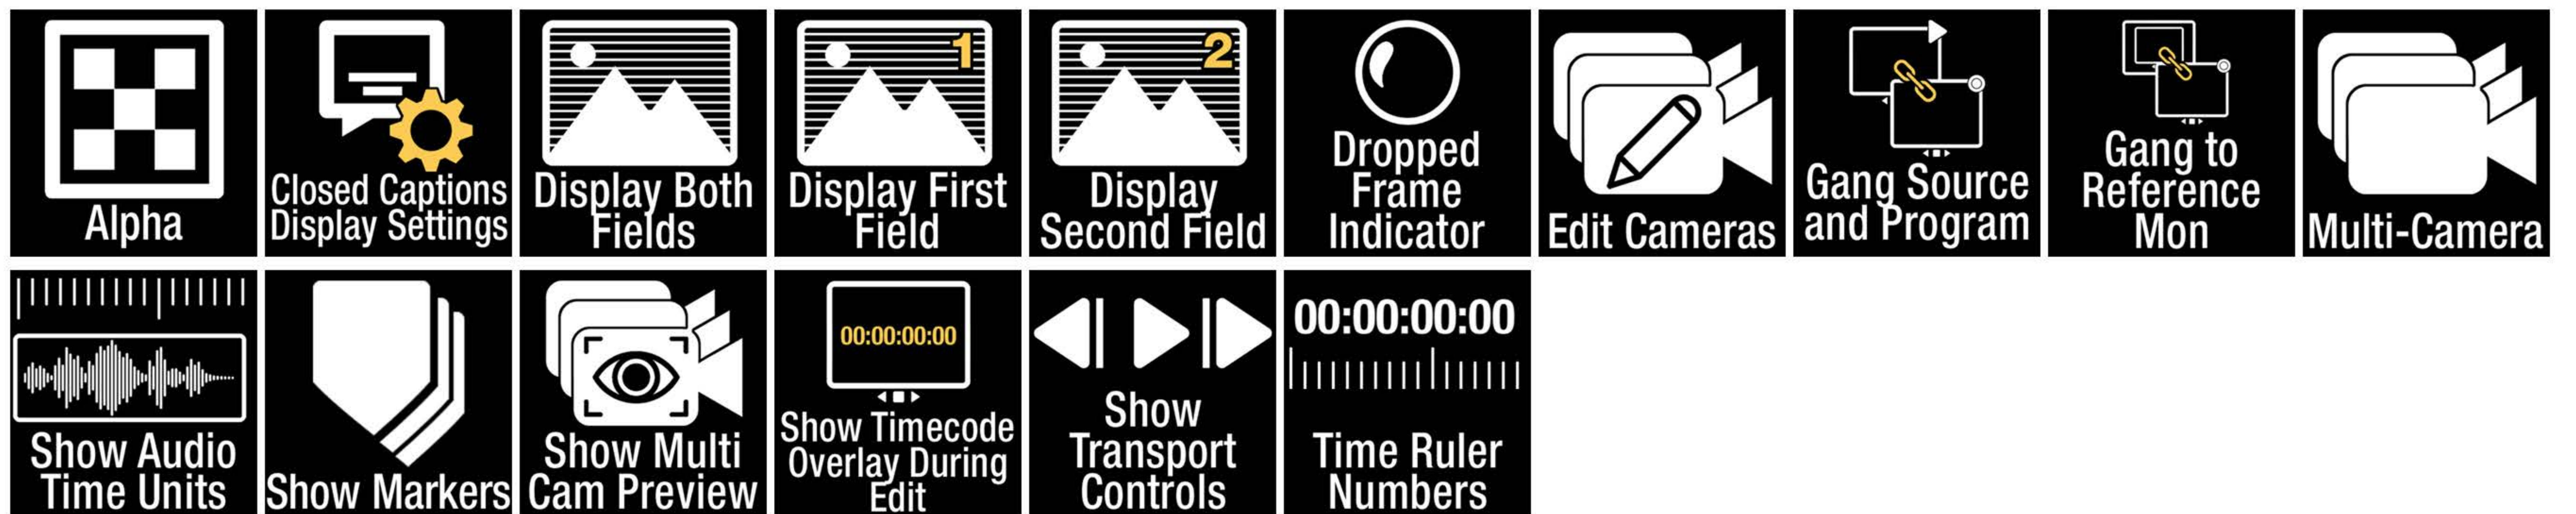 Alpha
Closed Captions
Display Settings
Display Both
Fields
1
Display First
Field
2
Display
Second Field
Dropped
Frame
Indicator
Edit Cameras
Gang Source
and Program
Gang to
Reference
Mon
Multi-Camera
Show Audio
Time Units
Show Markers
Show Multi
Cam Preview
00:00:00:00
Show Timecode
Overlay During
Edit
Show
Transport
Controls
00:00:00:00
Time Ruler
Numbers